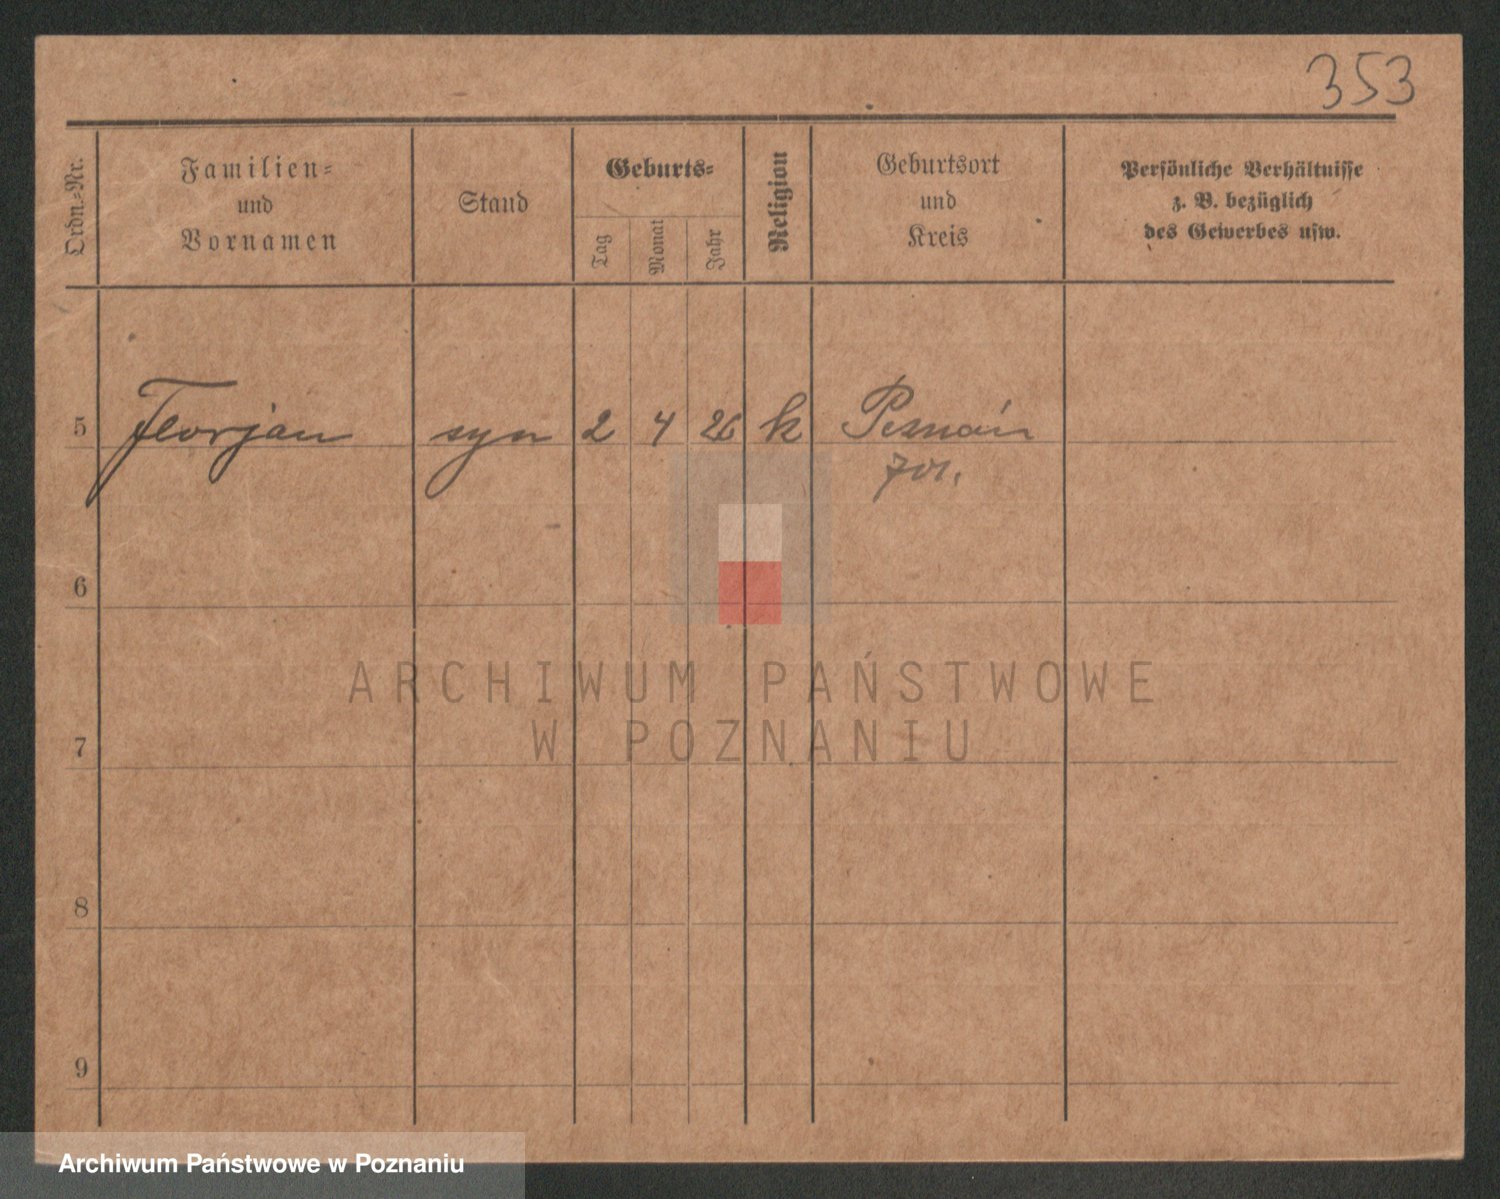 353
Ordn.-Nr.
Familien-
und
Vornamen
Stand
Geburts-
Tag
Monat
Jahr
Religion
Geburtsort
und
Kreis
Persönliche Verhältnisse
z. B. bezüglich
des Gewerbes usw.
5 Florjan syn 2 4 26 k Poznań
6
7
8
9
ARCHIWUM PAŃSTWOWE
W POZNANIU
Archiwum Państwowe w Poznaniu